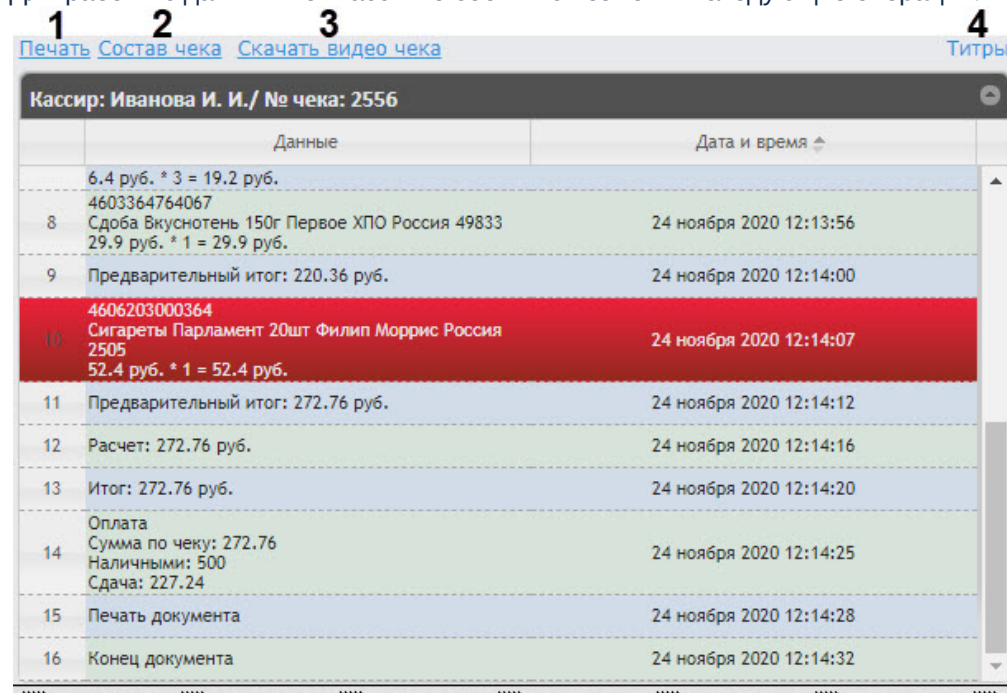 1 2 3 4
Печать Состав чека Скачать видео чека Титры
Кассир: Иванова И. И./ № чека: 2556
Данные Дата и время
6.4 руб. * 3 = 19.2 руб.
4603364764067
8 Сдоба Вкуснотень 150г Первое ХПО Россия 49833 24 ноября 2020 12:13:56
29.9 руб. * 1 = 29.9 руб.
9 Предварительный итог: 220.36 руб. 24 ноября 2020 12:14:00
4606203000364
Сигареты Парламент 20шт Филип Моррис Россия
10 2505 24 ноября 2020 12:14:07
52.4 руб. * 1 = 52.4 руб.
11 Предварительный итог: 272.76 руб. 24 ноября 2020 12:14:12
12 Расчет: 272.76 руб. 24 ноября 2020 12:14:16
13 Итог: 272.76 руб. 24 ноября 2020 12:14:20
Оплата
Сумма по чеку: 272.76
14 Наличными: 500 24 ноября 2020 12:14:25
Сдача: 227.24
15 Печать документа 24 ноября 2020 12:14:28
16 Конец документа 24 ноября 2020 12:14:32